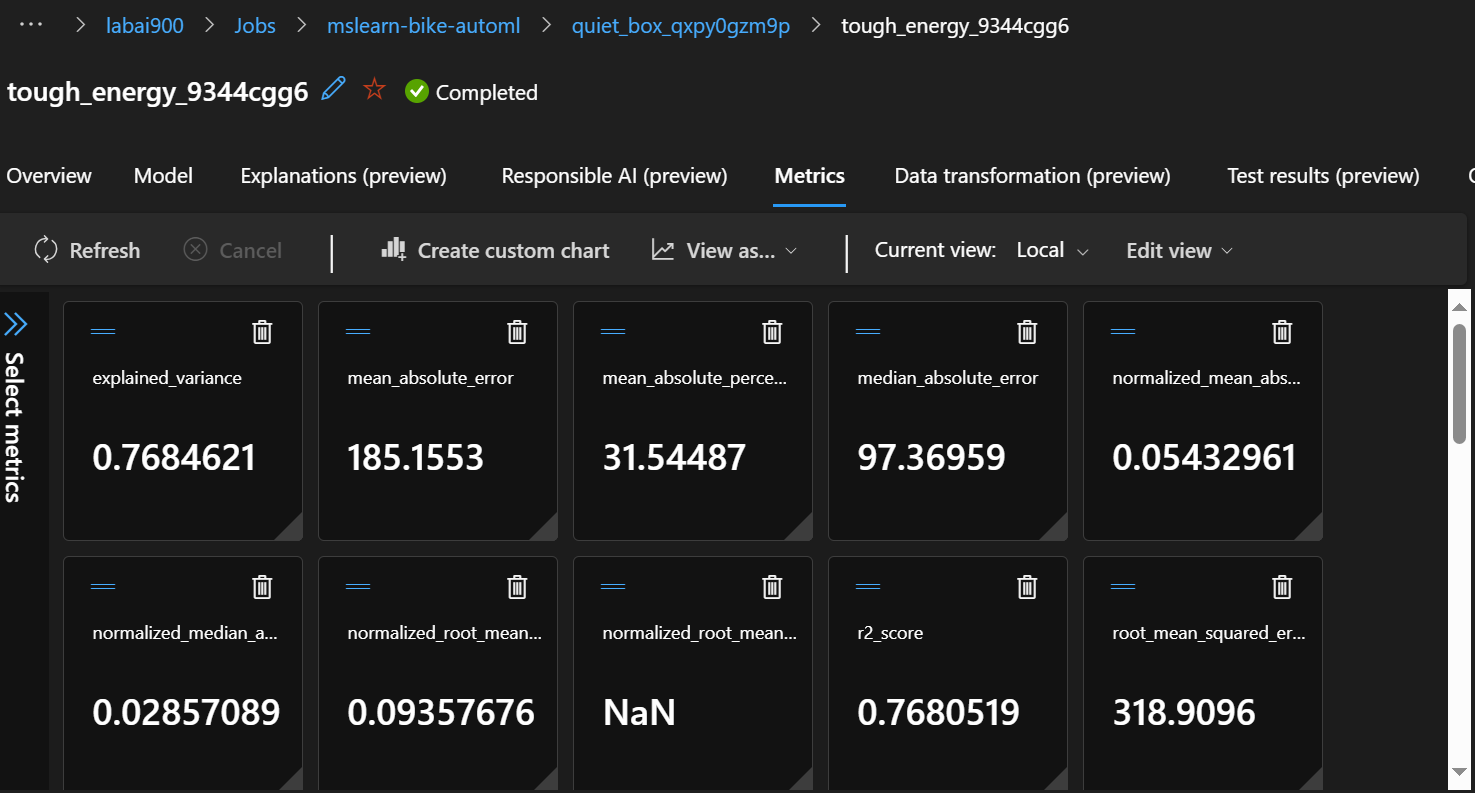 ··· > labai900 > Jobs > mslearn-bike-automl > quiet_box_qxpy0gzm9p > tough_energy_9344cgg6
tough_energy_9344cgg6 Completed
Overview Model Explanations (preview) Responsible AI (preview) Metrics Data transformation (preview) Test results (preview)
Refresh Cancel Create custom chart View as... Current view: Local Edit view
Select metrics
explained_variance mean_absolute_error mean_absolute_perce... median_absolute_error normalized_mean_abs...
0.7684621 185.1553 31.54487 97.36959 0.05432961
normalized_median_a... normalized_root_mean... normalized_root_mean... r2_score root_mean_squared_er...
0.02857089 0.09357676 NaN 0.7680519 318.9096